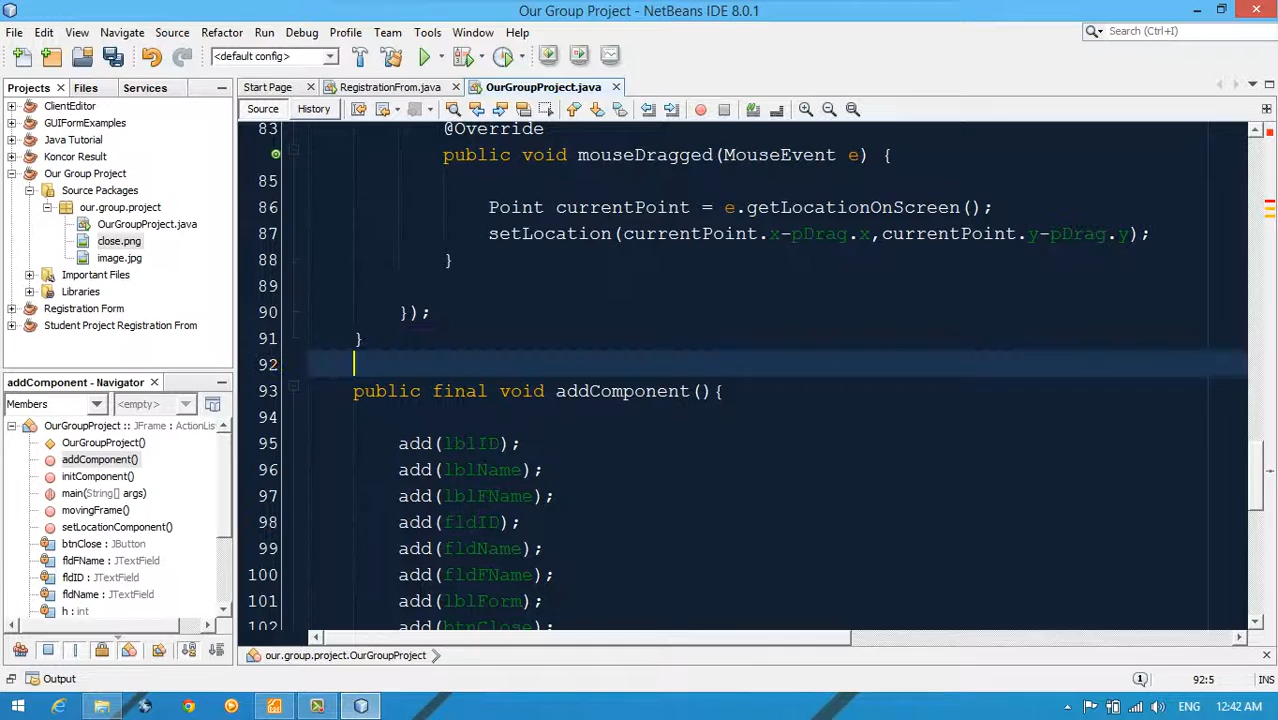 Our Group Project - NetBeans IDE 8.0.1
File Edit View Navigate Source Refactor Run Debug Profile Team Tools Window Help
Search (Ctrl+I)
<default config>
Projects Files Services
Start Page RegistrationFrom.java OurGroupProject.java
Source History
ClientEditor
GUIFormExamples
Java Tutorial
Koncor Result
Our Group Project
Source Packages
our.group.project
OurGroupProject.java
close.png
image.jpg
Important Files
Libraries
Registration Form
Student Project Registration From
addComponent - Navigator
Members <empty>
OurGroupProject :: JFrame : ActionLis
OurGroupProject()
addComponent()
initComponent()
main(String[] args)
movingFrame()
setLocationComponent()
btnClose : JButton
fldFName : JTextField
fldID : JTextField
fldName : JTextField
h : int
83 @Override
public void mouseDragged(MouseEvent e) {
85
86 Point currentPoint = e.getLocationOnScreen();
87 setLocation(currentPoint.x-pDrag.x,currentPoint.y-pDrag.y);
88 }
89
90 });
91 }
92
93 public final void addComponent(){
94
95 add(lblID);
96 add(lblName);
97 add(lblFName);
98 add(fldID);
99 add(fldName);
100 add(fldFName);
101 add(lblForm);
102 add(btnClose);
our.group.project.OurGroupProject
Output
1 92:5 INS
ENG 12:42 AM